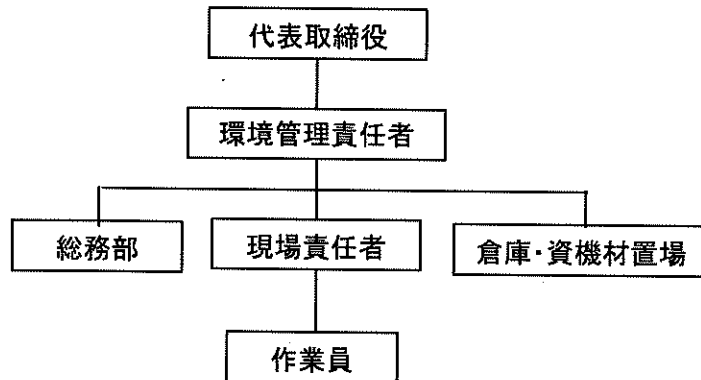 代表取締役
環境管理責任者
総務部
現場責任者
倉庫・資機材置場
作業員